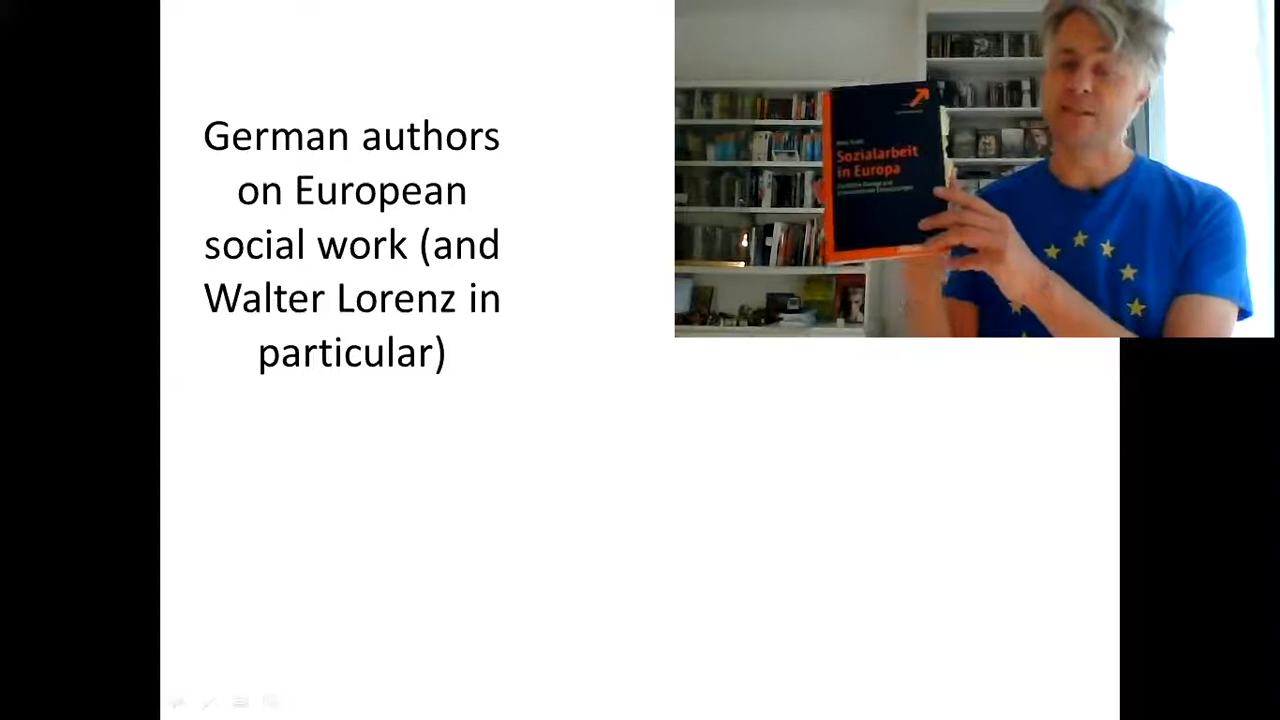 German authors
on European
social work (and
Walter Lorenz in
particular)
Sozialarbeit
in Europa